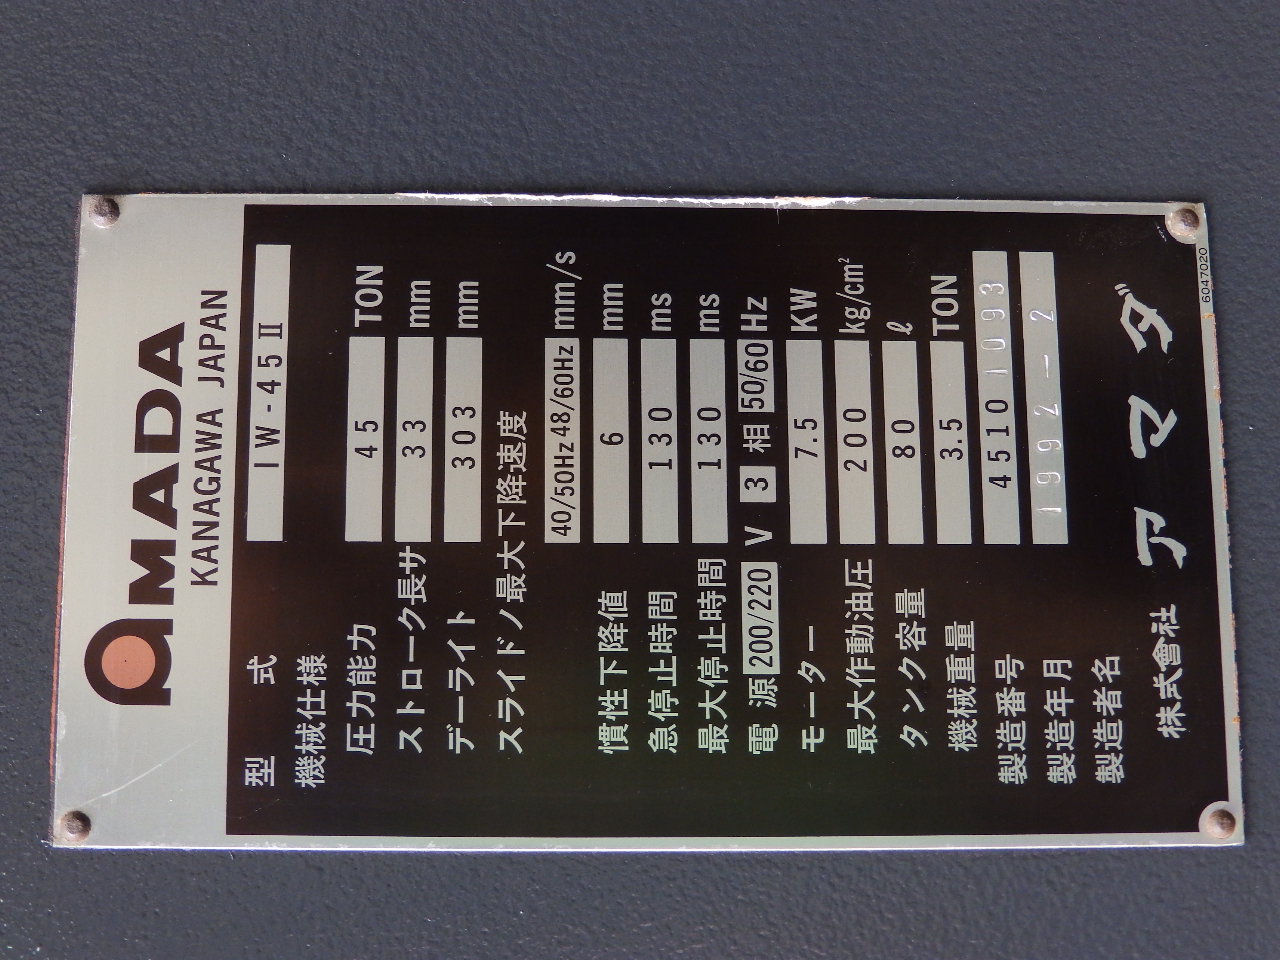 AMADA
KANAGAWA JAPAN
型式 IW-45Ⅱ
機械仕様
圧力能力 45 TON
ストローク長サ 33 mm
デーライト 303 mm
スライドノ最大下降速度
40/50Hz 48/60Hz mm/s
慣性下降値 6 mm
急停止時間 130 ms
最大停止時間 130 ms
電源 200/220 V 3 相 50/60 Hz
モーター 7.5 KW
最大作動油圧 200 kg/cm²
タンク容量 80 ℓ
機械重量 3.5 TON
製造番号 45101093
製造年月 1992-2
製造者名
株式會社 アマダ
6047020